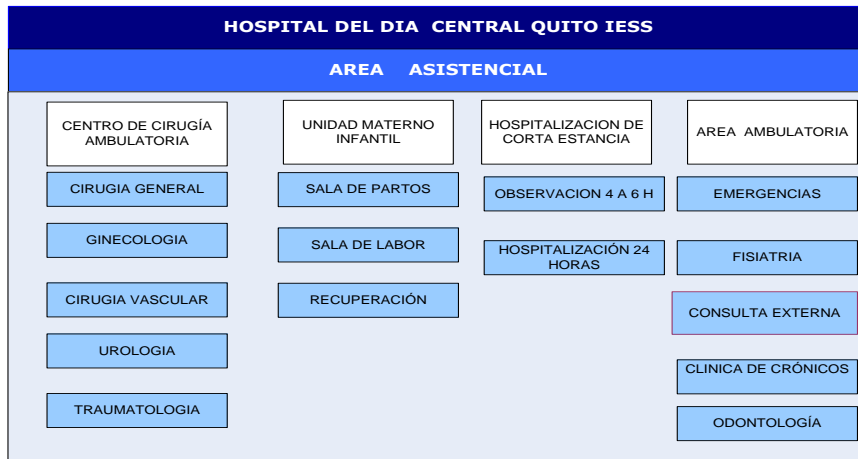 HOSPITAL DEL DIA CENTRAL QUITO IESS
AREA ASISTENCIAL
CENTRO DE CIRUGÍA
AMBULATORIA
CIRUGIA GENERAL
GINECOLOGIA
CIRUGIA VASCULAR
UROLOGIA
TRAUMATOLOGIA
UNIDAD MATERNO
INFANTIL
SALA DE PARTOS
SALA DE LABOR
RECUPERACIÓN
HOSPITALIZACION DE
CORTA ESTANCIA
OBSERVACION 4 A 6 H
HOSPITALIZACIÓN 24
HORAS
AREA AMBULATORIA
EMERGENCIAS
FISIATRIA
CONSULTA EXTERNA
CLINICA DE CRÓNICOS
ODONTOLOGÍA